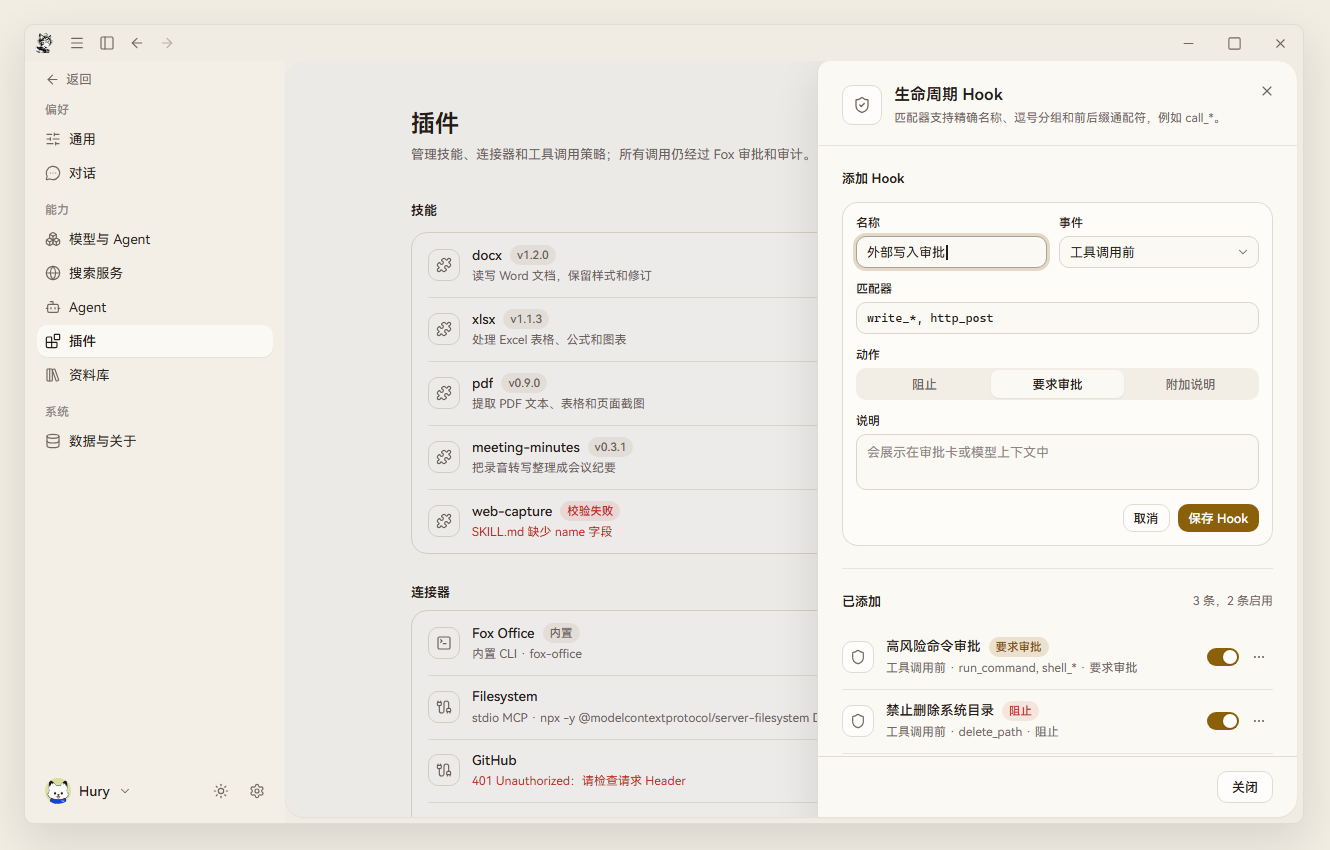 返回
偏好
通用
对话
能力
模型与 Agent
搜索服务
Agent
插件
资料库
系统
数据与关于
Hury
插件
管理技能、连接器和工具调用策略；所有调用仍经过 Fox 审批和审计。
技能
docx v1.2.0
读写 Word 文档，保留样式和修订
xlsx v1.1.3
处理 Excel 表格、公式和图表
pdf v0.9.0
提取 PDF 文本、表格和页面截图
meeting-minutes v0.3.1
把录音转写整理成会议纪要
web-capture 校验失败
SKILL.md 缺少 name 字段
连接器
Fox Office 内置
内置 CLI · fox-office
Filesystem
stdio MCP · npx -y @modelcontextprotocol/server-filesystem D
GitHub
401 Unauthorized：请检查请求 Header
生命周期 Hook
匹配器支持精确名称、逗号分组和前后缀通配符，例如 call_*。
添加 Hook
名称 事件
外部写入审批 工具调用前
匹配器
write_*, http_post
动作
阻止 要求审批 附加说明
说明
会展示在审批卡或模型上下文中
取消 保存 Hook
已添加 3 条，2 条启用
高风险命令审批 要求审批
工具调用前 · run_command, shell_* · 要求审批
禁止删除系统目录 阻止
工具调用前 · delete_path · 阻止
关闭